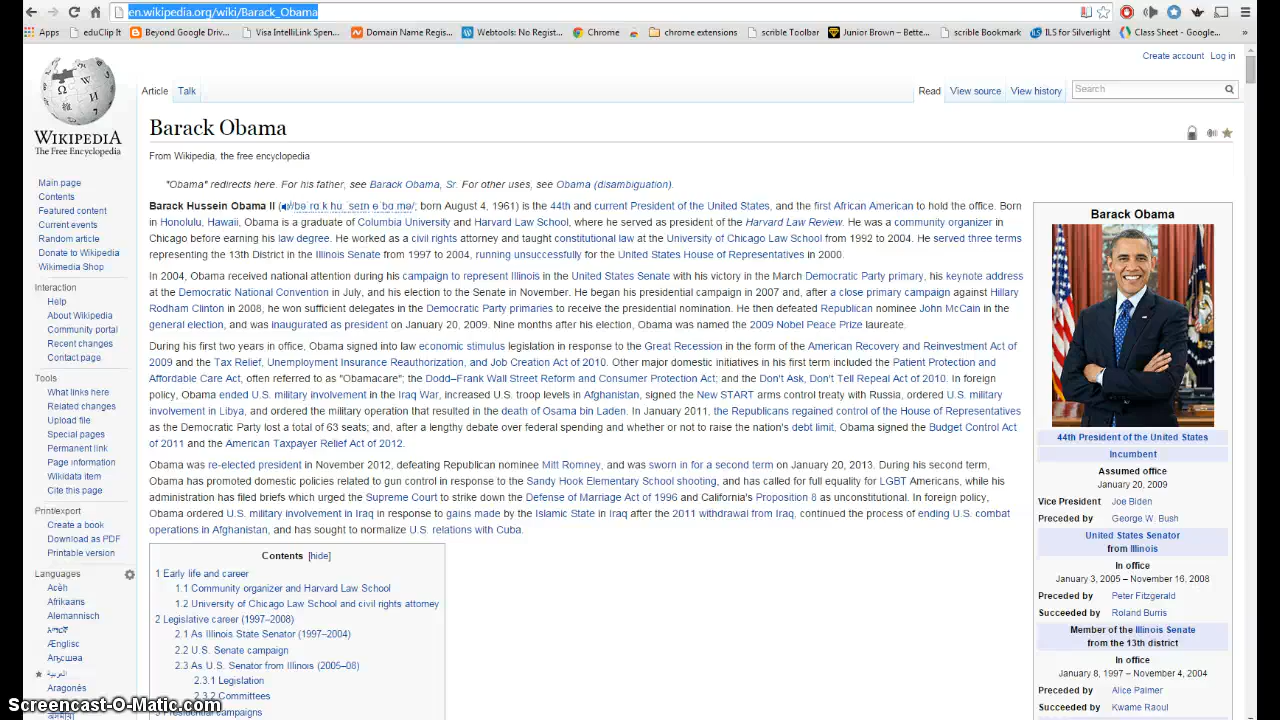 en.wikipedia.org/wiki/Barack_Obama
Apps eduClip It Beyond Google Driv... Visa IntelliLink Spen... Domain Name Regist... Webtools: No Regist... Chrome chrome extensions scrible Toolbar Junior Brown – Bette... scrible Bookmark ILS for Silverlight Class Sheet - Google... »
Create account Log in
Article Talk Read View source View history Search
WIKIPEDIA
The Free Encyclopedia
Main page
Contents
Featured content
Current events
Random article
Donate to Wikipedia
Wikimedia Shop
Interaction
Help
About Wikipedia
Community portal
Recent changes
Contact page
Tools
What links here
Related changes
Upload file
Special pages
Permanent link
Page information
Wikidata item
Cite this page
Print/export
Create a book
Download as PDF
Printable version
Languages
Acèh
Afrikaans
Alemannisch
አማርኛ
Ænglisc
Аҧсшәа
العربية
Aragonés
Barack Obama
From Wikipedia, the free encyclopedia
"Obama" redirects here. For his father, see Barack Obama, Sr. For other uses, see Obama (disambiguation).
Barack Hussein Obama II (; born August 4, 1961) is the 44th and current President of the United States, and the first African American to hold the office. Born
in Honolulu, Hawaii, Obama is a graduate of Columbia University and Harvard Law School, where he served as president of the Harvard Law Review. He was a community organizer in
Chicago before earning his law degree. He worked as a civil rights attorney and taught constitutional law at the University of Chicago Law School from 1992 to 2004. He served three terms
representing the 13th District in the Illinois Senate from 1997 to 2004, running unsuccessfully for the United States House of Representatives in 2000.
In 2004, Obama received national attention during his campaign to represent Illinois in the United States Senate with his victory in the March Democratic Party primary, his keynote address
at the Democratic National Convention in July, and his election to the Senate in November. He began his presidential campaign in 2007 and, after a close primary campaign against Hillary
Rodham Clinton in 2008, he won sufficient delegates in the Democratic Party primaries to receive the presidential nomination. He then defeated Republican nominee John McCain in the
general election, and was inaugurated as president on January 20, 2009. Nine months after his election, Obama was named the 2009 Nobel Peace Prize laureate.
During his first two years in office, Obama signed into law economic stimulus legislation in response to the Great Recession in the form of the American Recovery and Reinvestment Act of
2009 and the Tax Relief, Unemployment Insurance Reauthorization, and Job Creation Act of 2010. Other major domestic initiatives in his first term included the Patient Protection and
Affordable Care Act, often referred to as "Obamacare"; the Dodd–Frank Wall Street Reform and Consumer Protection Act; and the Don't Ask, Don't Tell Repeal Act of 2010. In foreign
policy, Obama ended U.S. military involvement in the Iraq War, increased U.S. troop levels in Afghanistan, signed the New START arms control treaty with Russia, ordered U.S. military
involvement in Libya, and ordered the military operation that resulted in the death of Osama bin Laden. In January 2011, the Republicans regained control of the House of Representatives
as the Democratic Party lost a total of 63 seats; and, after a lengthy debate over federal spending and whether or not to raise the nation's debt limit, Obama signed the Budget Control Act
of 2011 and the American Taxpayer Relief Act of 2012.
Obama was re-elected president in November 2012, defeating Republican nominee Mitt Romney, and was sworn in for a second term on January 20, 2013. During his second term,
Obama has promoted domestic policies related to gun control in response to the Sandy Hook Elementary School shooting, and has called for full equality for LGBT Americans, while his
administration has filed briefs which urged the Supreme Court to strike down the Defense of Marriage Act of 1996 and California's Proposition 8 as unconstitutional. In foreign policy,
Obama ordered U.S. military involvement in Iraq in response to gains made by the Islamic State in Iraq after the 2011 withdrawal from Iraq, continued the process of ending U.S. combat
operations in Afghanistan, and has sought to normalize U.S. relations with Cuba.
Contents [hide]
1 Early life and career
1.1 Community organizer and Harvard Law School
1.2 University of Chicago Law School and civil rights attorney
2 Legislative career (1997–2008)
2.1 As Illinois State Senator (1997–2004)
2.2 U.S. Senate campaign
2.3 As U.S. Senator from Illinois (2005–08)
2.3.1 Legislation
2.3.2 Committees
3 Presidential campaigns
Barack Obama
44th President of the United States
Incumbent
Assumed office
January 20, 2009
Vice President Joe Biden
Preceded by George W. Bush
United States Senator
from Illinois
In office
January 3, 2005 – November 16, 2008
Preceded by Peter Fitzgerald
Succeeded by Roland Burris
Member of the Illinois Senate
from the 13th district
In office
January 8, 1997 – November 4, 2004
Preceded by Alice Palmer
Succeeded by Kwame Raoul
Screencast-O-Matic.com